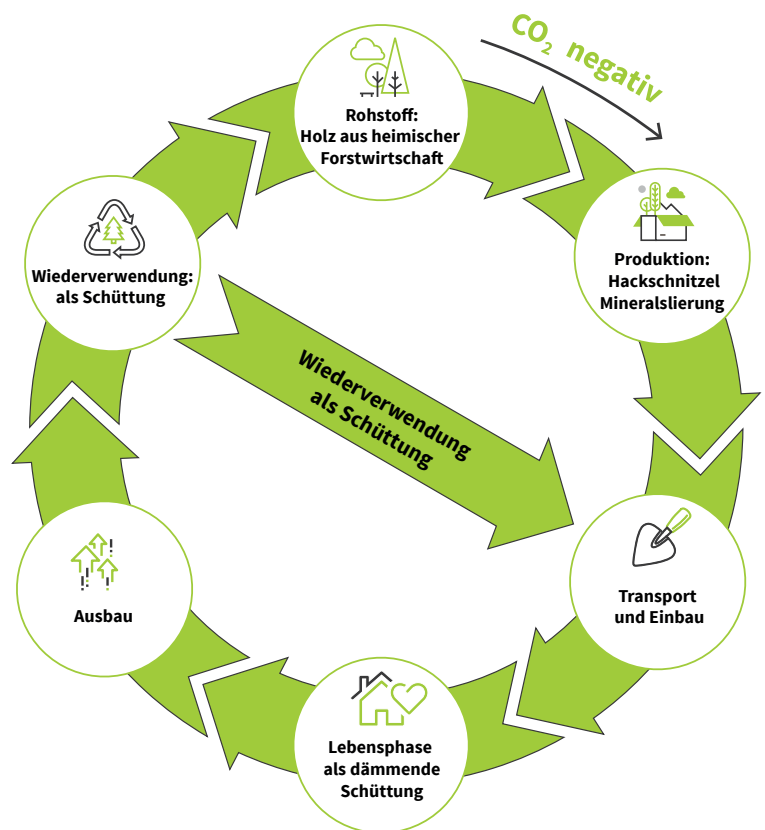 CO₂ negativ
Rohstoff:
Holz aus heimischer
Forstwirtschaft
Produktion:
Hackschnitzel
Mineralslierung
Transport
und Einbau
Lebensphase
als dämmende
Schüttung
Ausbau
Wiederverwendung:
als Schüttung
Wiederverwendung
als Schüttung